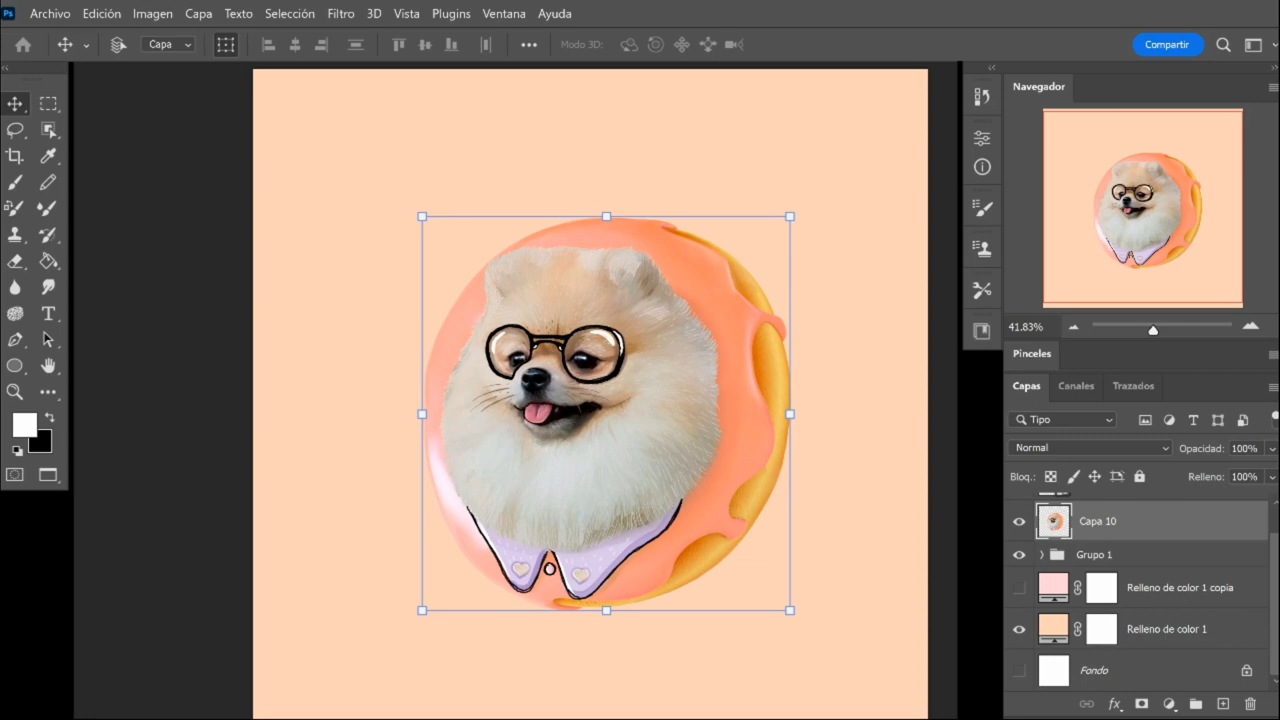 Ps Archivo Edición Imagen Capa Texto Selección Filtro 3D Vista Plugins Ventana Ayuda
Capa Modo 3D: Compartir
Navegador
41.83%
Pinceles
Capas Canales Trazados
Tipo
Normal Opacidad: 100%
Bloq.: Relleno: 100%
Capa 10
Grupo 1
Relleno de color 1 copia
Relleno de color 1
Fondo
fx